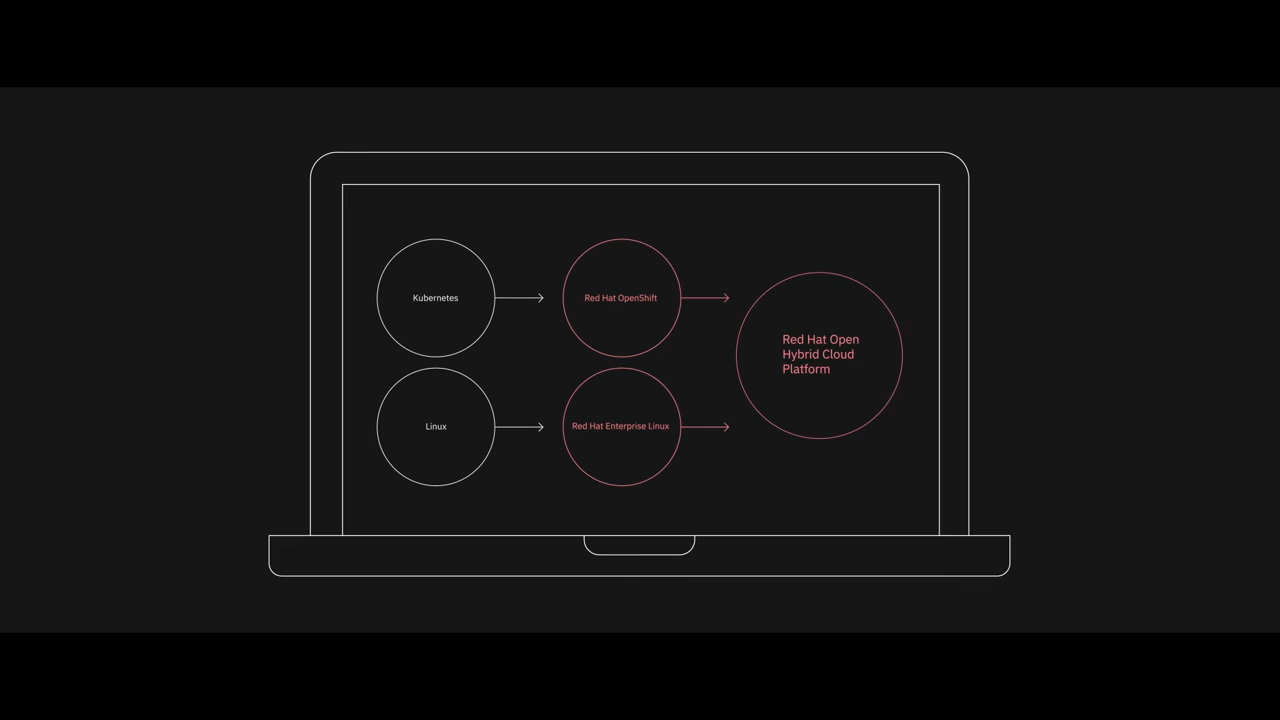 Kubernetes
Red Hat OpenShift
Red Hat Open
Hybrid Cloud
Platform
Linux
Red Hat Enterprise Linux